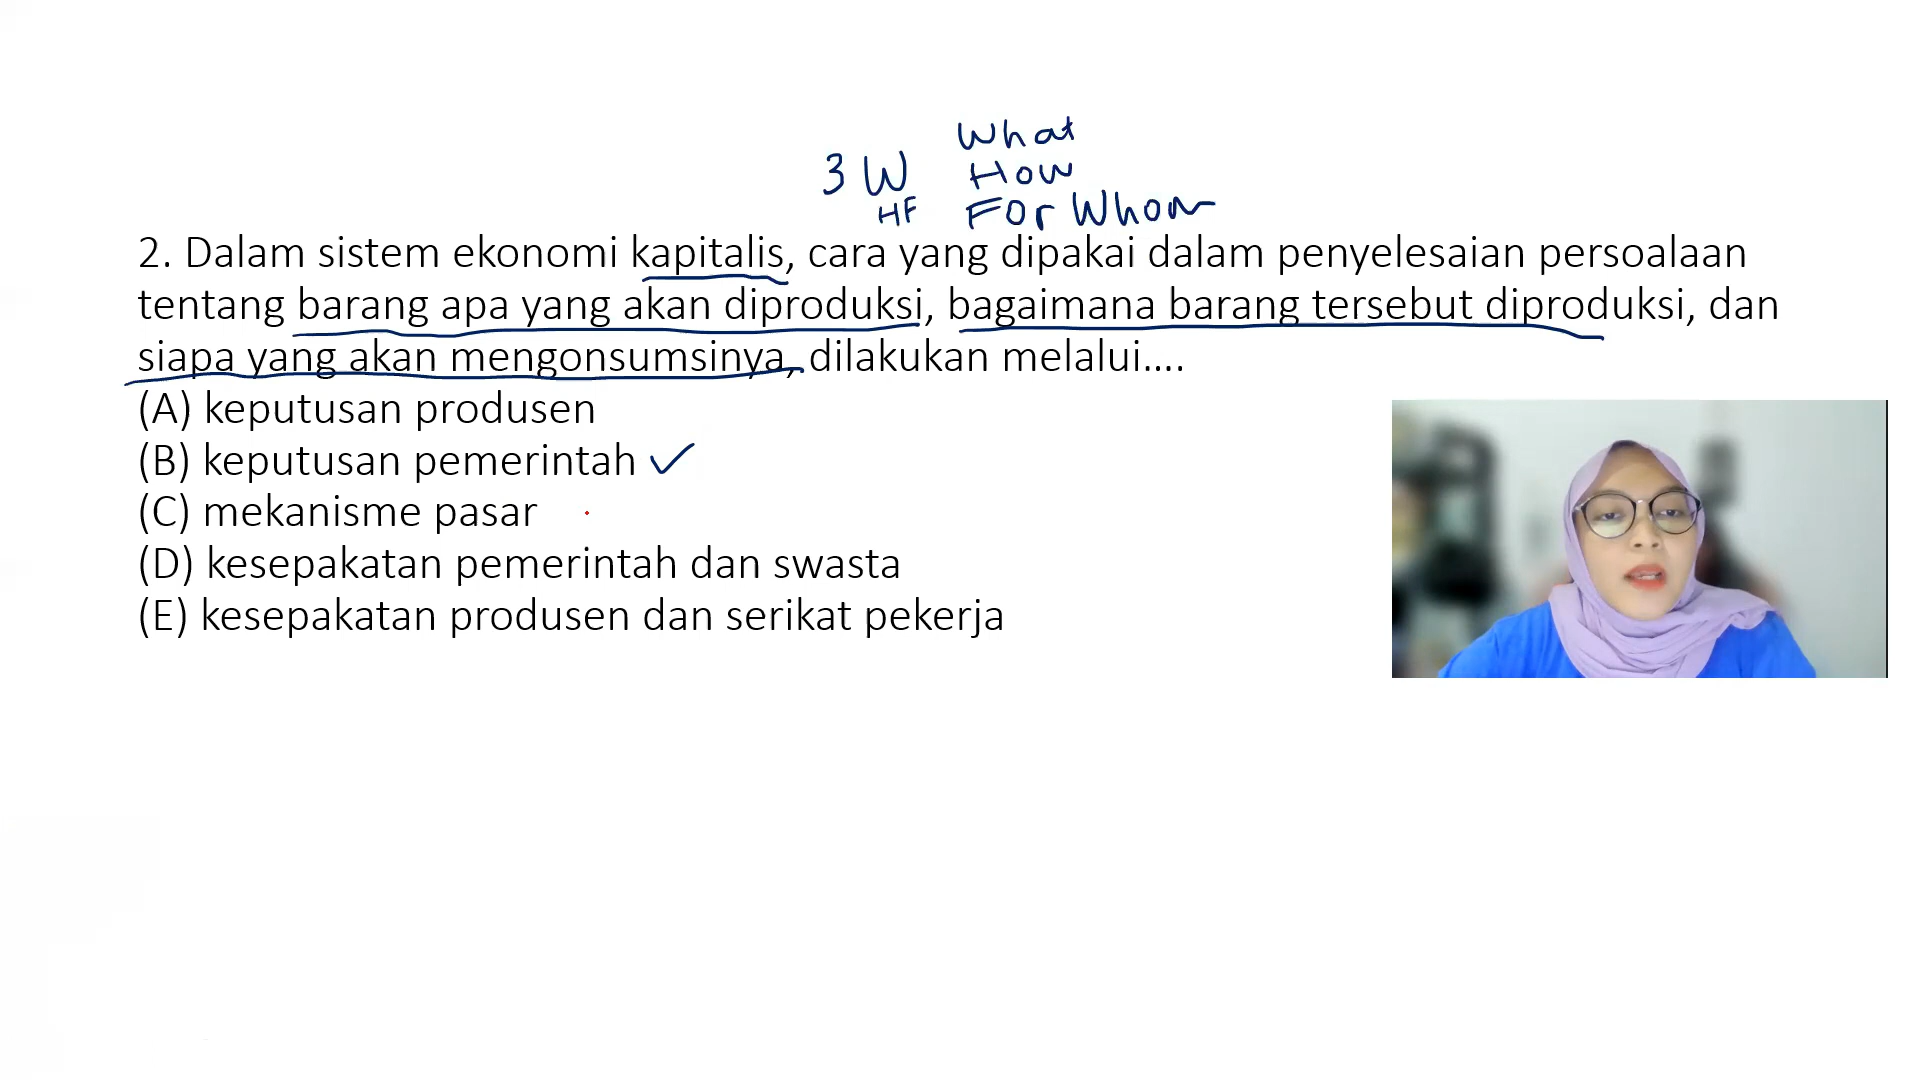 What
3 W How
HF For Whom
2. Dalam sistem ekonomi kapitalis, cara yang dipakai dalam penyelesaian persoalaan
tentang barang apa yang akan diproduksi, bagaimana barang tersebut diproduksi, dan
siapa yang akan mengonsumsinya, dilakukan melalui....
(A) keputusan produsen
(B) keputusan pemerintah ✓
(C) mekanisme pasar
(D) kesepakatan pemerintah dan swasta
(E) kesepakatan produsen dan serikat pekerja